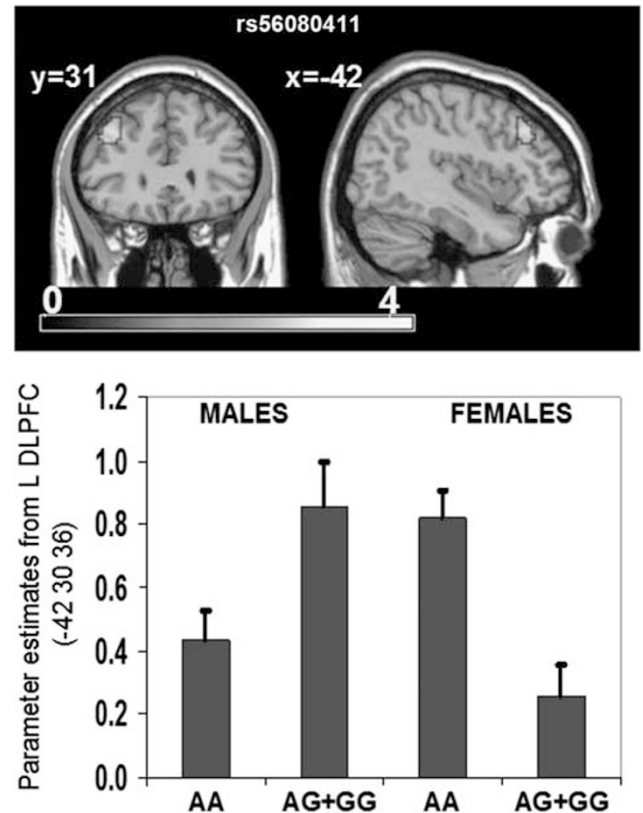 rs56080411
y=31 x=-42
0 4
Parameter estimates from L DLPFC
(-42 30 36)
1.2
1.0
0.8
0.6
0.4
0.2
0.0
MALES FEMALES
AA AG+GG AA AG+GG